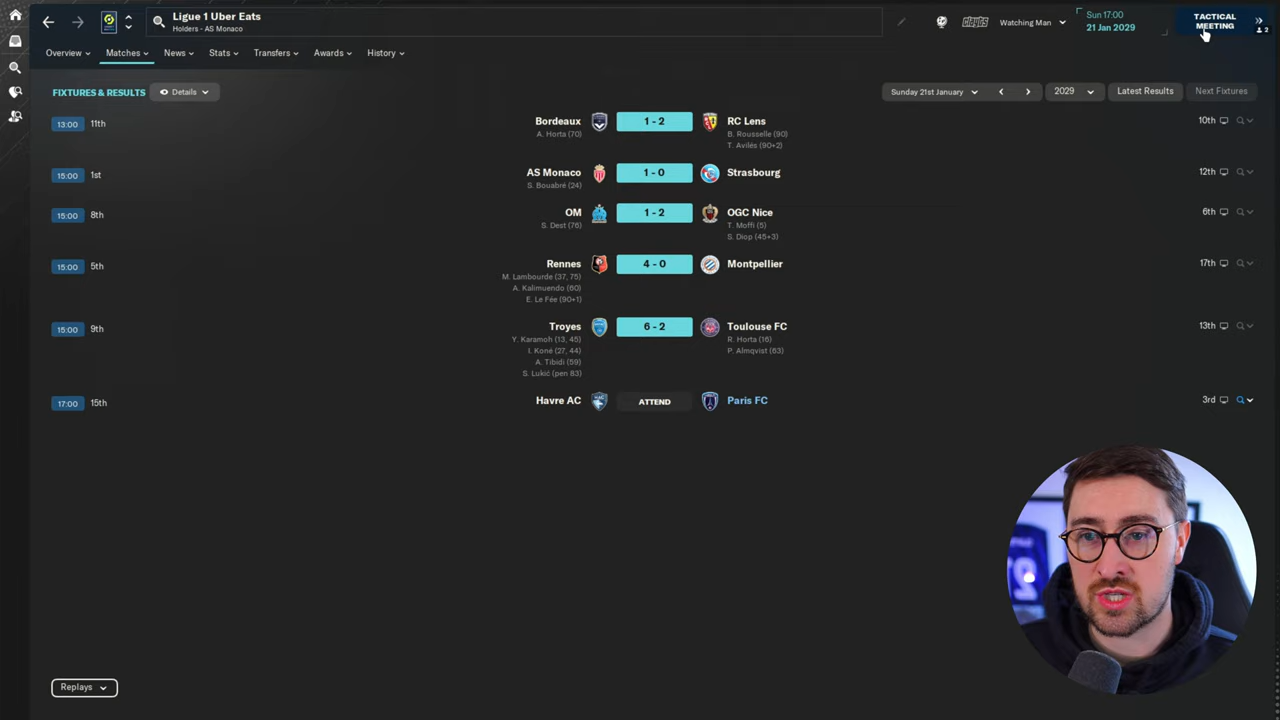 Ligue 1 Uber Eats
Holders - AS Monaco
Watching Man
Sun 17:00
21 Jan 2029
TACTICAL
MEETING
2
Overview
Matches
News
Stats
Transfers
Awards
History
FIXTURES & RESULTS
Details
Sunday 21st January
2029
Latest Results
Next Fixtures
13:00 11th Bordeaux 1 - 2 RC Lens 10th
A. Horta (70) B. Rousselle (90)
T. Avilés (90+2)
15:00 1st AS Monaco 1 - 0 Strasbourg 12th
S. Bouabré (24)
15:00 8th OM 1 - 2 OGC Nice 6th
S. Dest (76) T. Moffi (5)
S. Diop (45+3)
15:00 5th Rennes 4 - 0 Montpellier 17th
M. Lambourde (37, 75)
A. Kalimuendo (60)
E. Le Fée (90+1)
15:00 9th Troyes 6 - 2 Toulouse FC 13th
Y. Karamoh (13, 45) R. Horta (16)
I. Koné (27, 44) P. Almqvist (63)
A. Tibidi (59)
S. Lukić (pen 83)
17:00 15th Havre AC ATTEND Paris FC 3rd
Replays